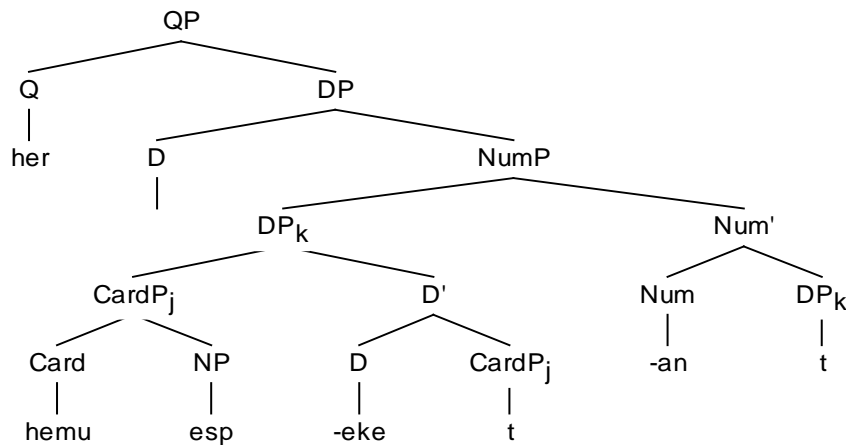 QP
Q DP
her D NumP
DPk Num'
CardPj D' Num DPk
Card NP D CardPj -an t
hemu esp -eke t